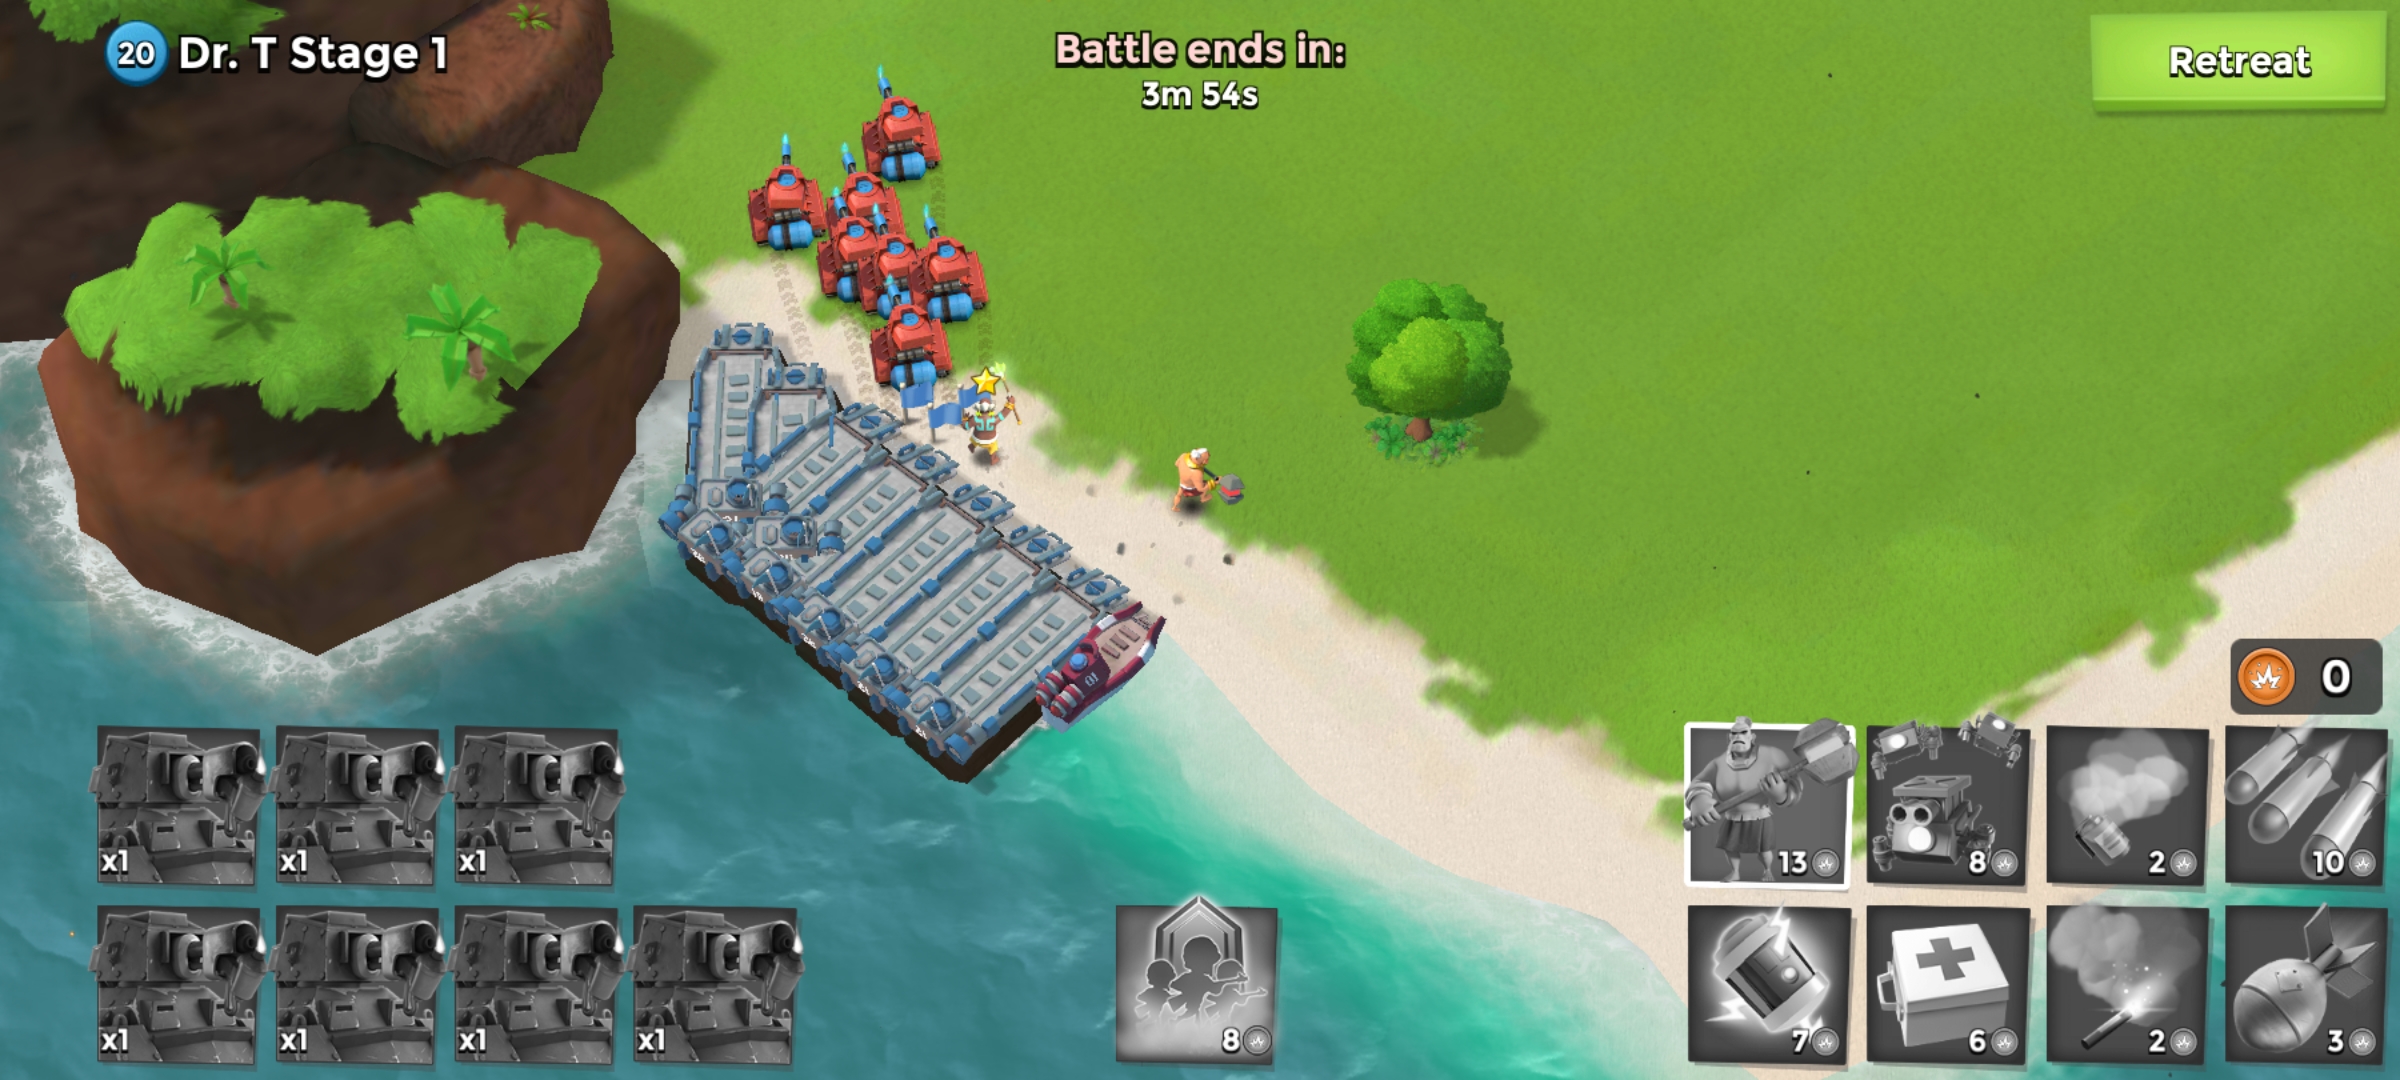 20 Dr. T Stage 1
Battle ends in:
3m 54s
Retreat
0
x1 x1 x1
13 8 2 10
x1 x1 x1 x1
8
7 6 2 3